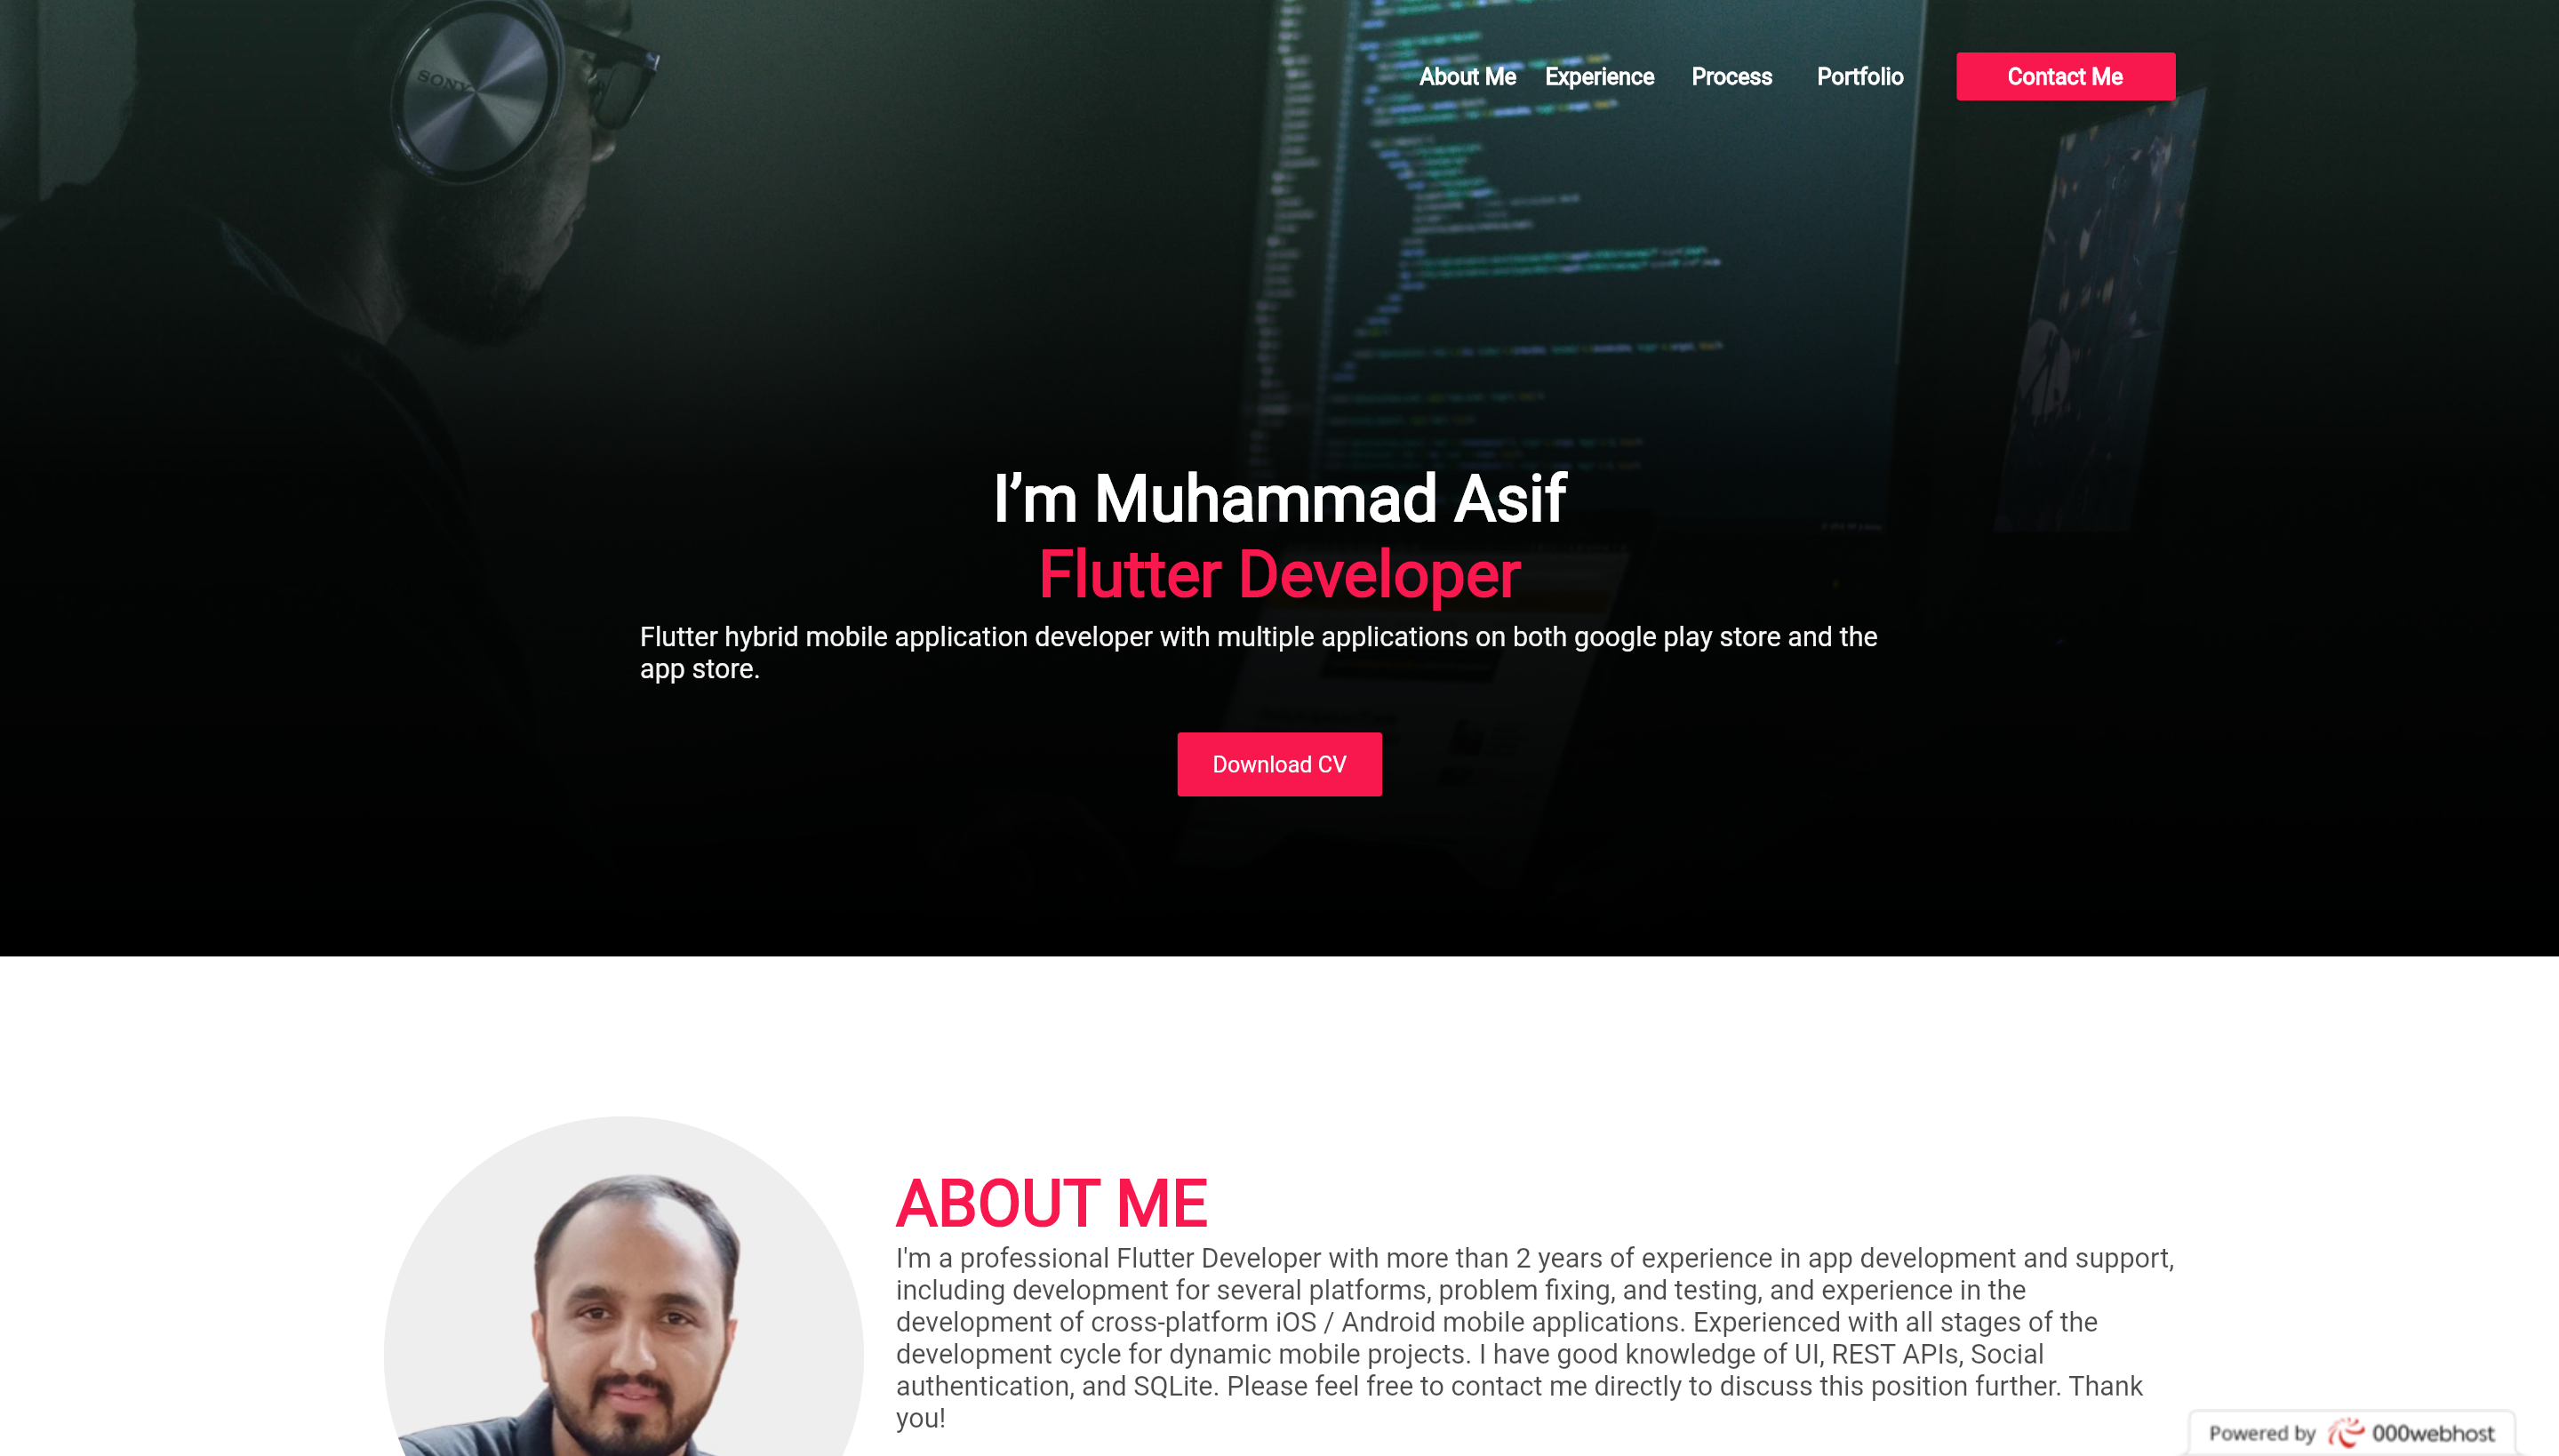 SONY
About Me Experience Process Portfolio Contact Me
I’m Muhammad Asif
Flutter Developer
Flutter hybrid mobile application developer with multiple applications on both google play store and the
app store.
Download CV
ABOUT ME
I'm a professional Flutter Developer with more than 2 years of experience in app development and support,
including development for several platforms, problem fixing, and testing, and experience in the
development of cross-platform iOS / Android mobile applications. Experienced with all stages of the
development cycle for dynamic mobile projects. I have good knowledge of UI, REST APIs, Social
authentication, and SQLite. Please feel free to contact me directly to discuss this position further. Thank
you!
Powered by 000webhost